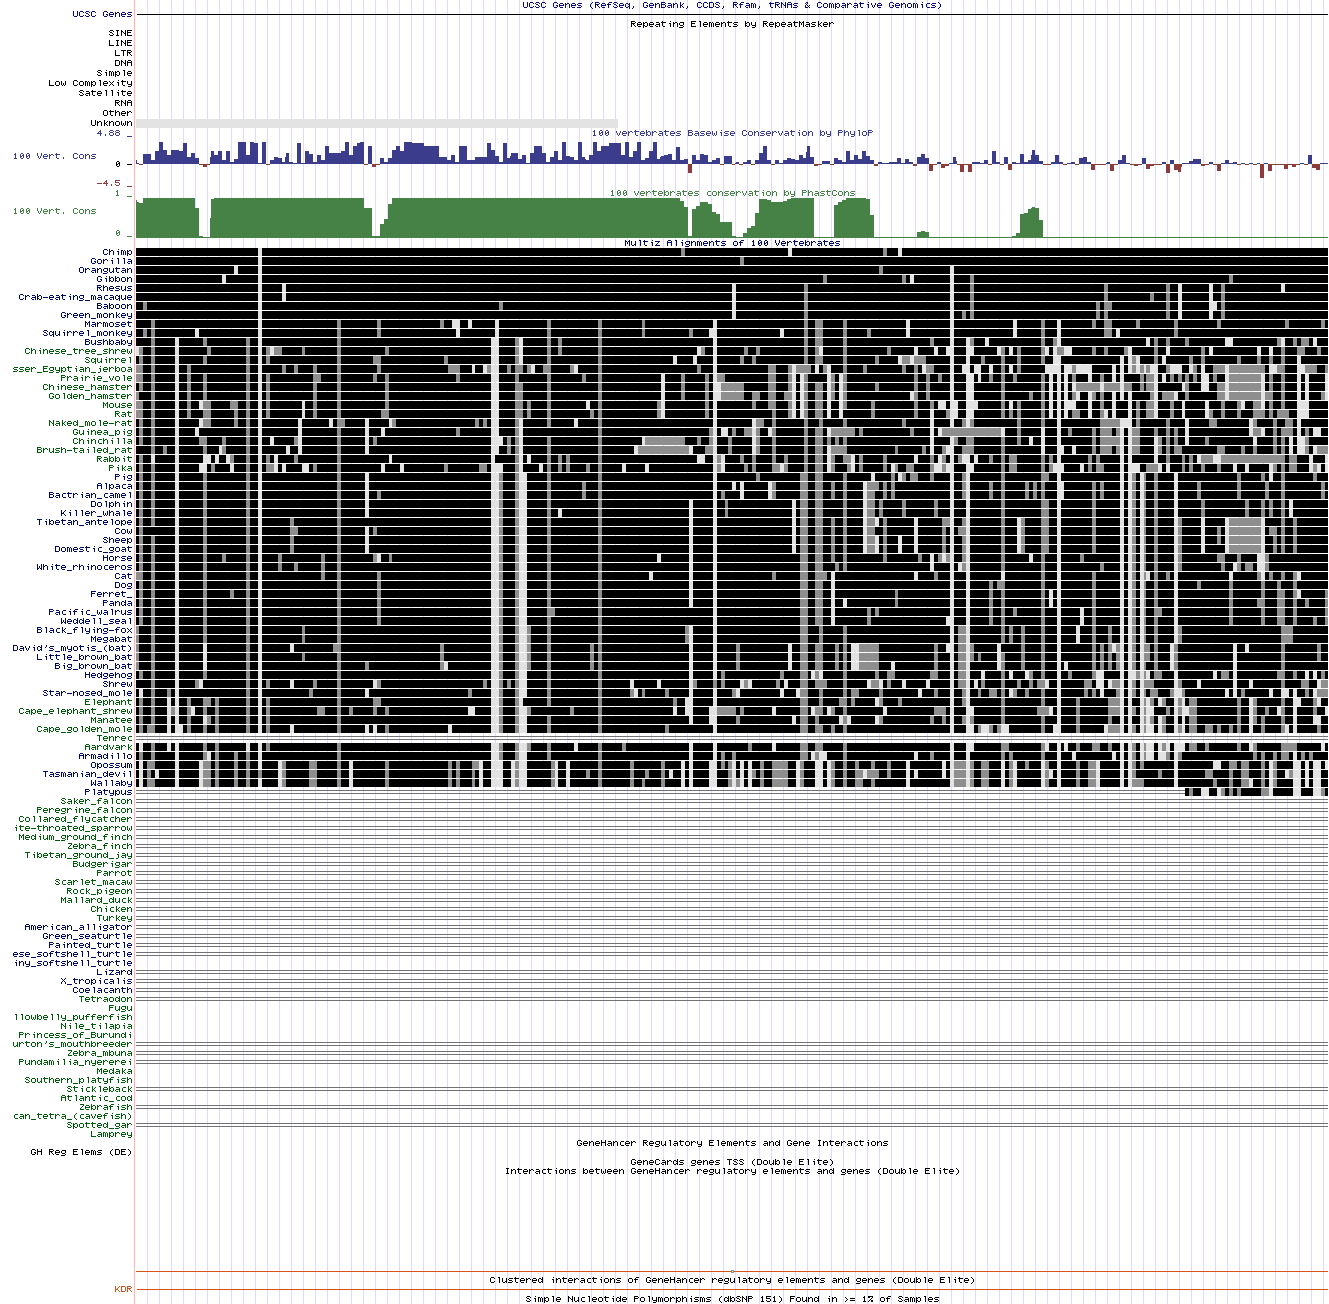 UCSC Genes (RefSeq, GenBank, CCDS, Rfam, tRNAs & Comparative Genomics)
UCSC Genes
Repeating Elements by RepeatMasker
SINE
LINE
LTR
DNA
Simple
Low Complexity
Satellite
RNA
Other
Unknown
100 vertebrates Basewise Conservation by PhyloP
4.88 _
100 Vert. Cons
0 _
-4.5 _
100 vertebrates conservation by PhastCons
1 _
100 Vert. Cons
0 _
Multiz Alignments of 100 Vertebrates
Chimp
Gorilla
Orangutan
Gibbon
Rhesus
Crab-eating_macaque
Baboon
Green_monkey
Marmoset
Squirrel_monkey
Bushbaby
Chinese_tree_shrew
Squirrel
sser_Egyptian_jerboa
Prairie_vole
Chinese_hamster
Golden_hamster
Mouse
Rat
Naked_mole-rat
Guinea_pig
Chinchilla
Brush-tailed_rat
Rabbit
Pika
Pig
Alpaca
Bactrian_camel
Dolphin
Killer_whale
Tibetan_antelope
Cow
Sheep
Domestic_goat
Horse
White_rhinoceros
Cat
Dog
Ferret_
Panda
Pacific_walrus
Weddell_seal
Black_flying-fox
Megabat
David's_myotis_(bat)
Little_brown_bat
Big_brown_bat
Hedgehog
Shrew
Star-nosed_mole
Elephant
Cape_elephant_shrew
Manatee
Cape_golden_mole
Tenrec
Aardvark
Armadillo
Opossum
Tasmanian_devil
Wallaby
Platypus
Saker_falcon
Peregrine_falcon
Collared_flycatcher
ite-throated_sparrow
Medium_ground_finch
Zebra_finch
Tibetan_ground_jay
Budgerigar
Parrot
Scarlet_macaw
Rock_pigeon
Mallard_duck
Chicken
Turkey
American_alligator
Green_seaturtle
Painted_turtle
ese_softshell_turtle
iny_softshell_turtle
Lizard
X_tropicalis
Coelacanth
Tetraodon
Fugu
llowbelly_pufferfish
Nile_tilapia
Princess_of_Burundi
urton's_mouthbreeder
Zebra_mbuna
Pundamilia_nyererei
Medaka
Southern_platyfish
Stickleback
Atlantic_cod
Zebrafish
can_tetra_(cavefish)
Spotted_gar
Lamprey
GeneHancer Regulatory Elements and Gene Interactions
GH Reg Elems (DE)
GeneCards genes TSS (Double Elite)
Interactions between GeneHancer regulatory elements and genes (Double Elite)
Clustered interactions of GeneHancer regulatory elements and genes (Double Elite)
KDR
Simple Nucleotide Polymorphisms (dbSNP 151) Found in >= 1% of Samples